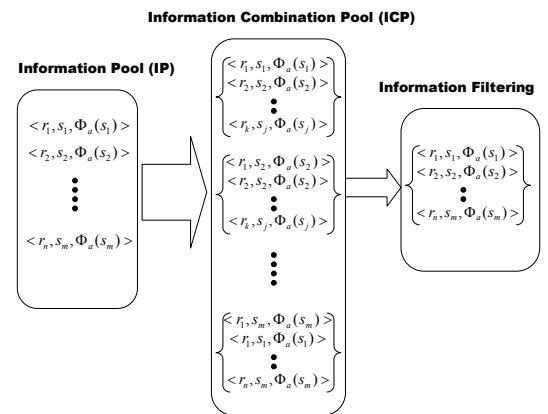 Information Combination Pool (ICP)
Information Pool (IP)
< r₁, s₁, Φₐ(s₁) >
< r₂, s₂, Φₐ(s₂) >
< rₙ, sₘ, Φₐ(sₘ) >
< r₁, s₁, Φₐ(s₁) >
< r₂, s₂, Φₐ(s₂) >
< rₖ, sⱼ, Φₐ(sⱼ) >
< r₁, s₂, Φₐ(s₂) >
< r₂, s₂, Φₐ(s₂) >
< rₖ, sⱼ, Φₐ(sⱼ) >
< r₁, sₘ, Φₐ(sₘ) >
< r₁, s₁, Φₐ(s₁) >
< rₙ, sₘ, Φₐ(sₘ) >
Information Filtering
< r₁, s₁, Φₐ(s₁) >
< r₂, s₂, Φₐ(s₂) >
< rₙ, sₘ, Φₐ(sₘ) >